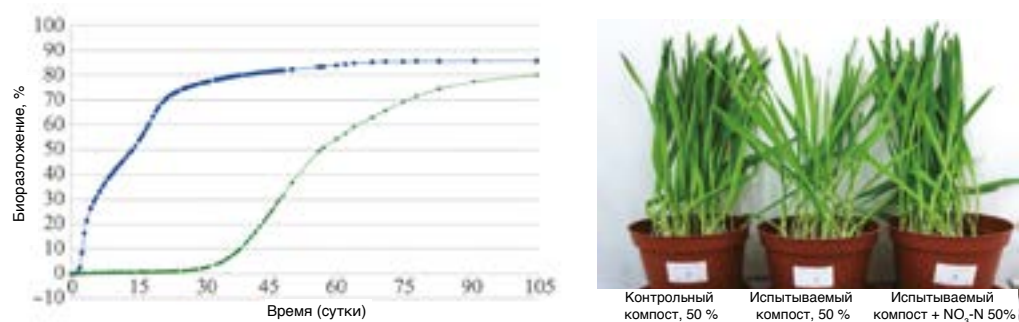 100
90
80
70
60
50
40
30
20
10
0
–10
Биоразложение, %
0 15 30 45 60 75 90 105
Время (сутки)
Контрольный
компост, 50 %
Испытываемый
компост, 50 %
Испытываемый
компост + NO₃-N 50%